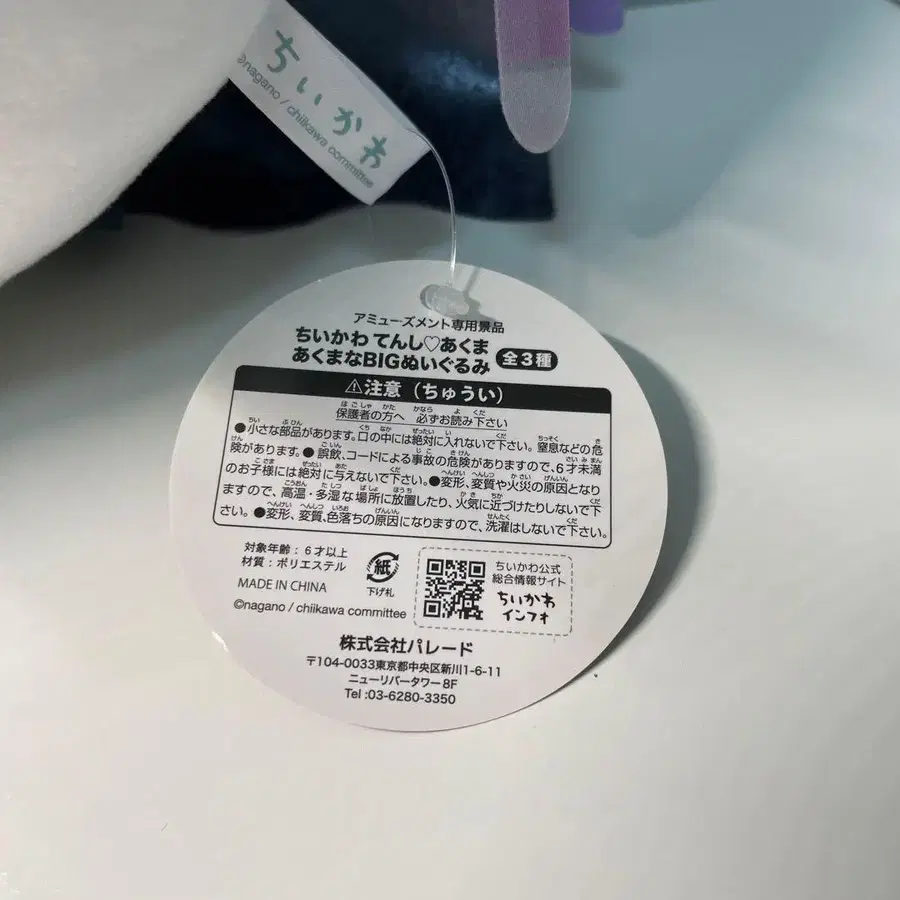 ちいかわ
©nagano / chiikawa committee
アミューズメント専用景品
ちいかわ てんし♡あくま
あくまなBIGぬいぐるみ 全3種
⚠注意（ちゅうい）
保護者の方へ 必ずお読み下さい
●小さな部品があります。口の中には絶対に入れないで下さい。窒息などの危
険があります。●誤飲、コードによる事故の危険がありますので、6才未満
のお子様には絶対に与えないで下さい。●変形、変質や火災の原因となり
ますので、高温・多湿な場所に放置したり、火気に近づけたりしないで下
さい。●変形、変質、色落ちの原因になりますので、洗濯はしないで下さい。
対象年齢：6才以上
材質：ポリエステル
MADE IN CHINA
©nagano / chiikawa committee
紙
下げ札
ちいかわ公式
総合情報サイト
ちいかわ
インフォ
株式会社パレード
〒104-0033東京都中央区新川1-6-11
ニューリバータワー8F
Tel :03-6280-3350